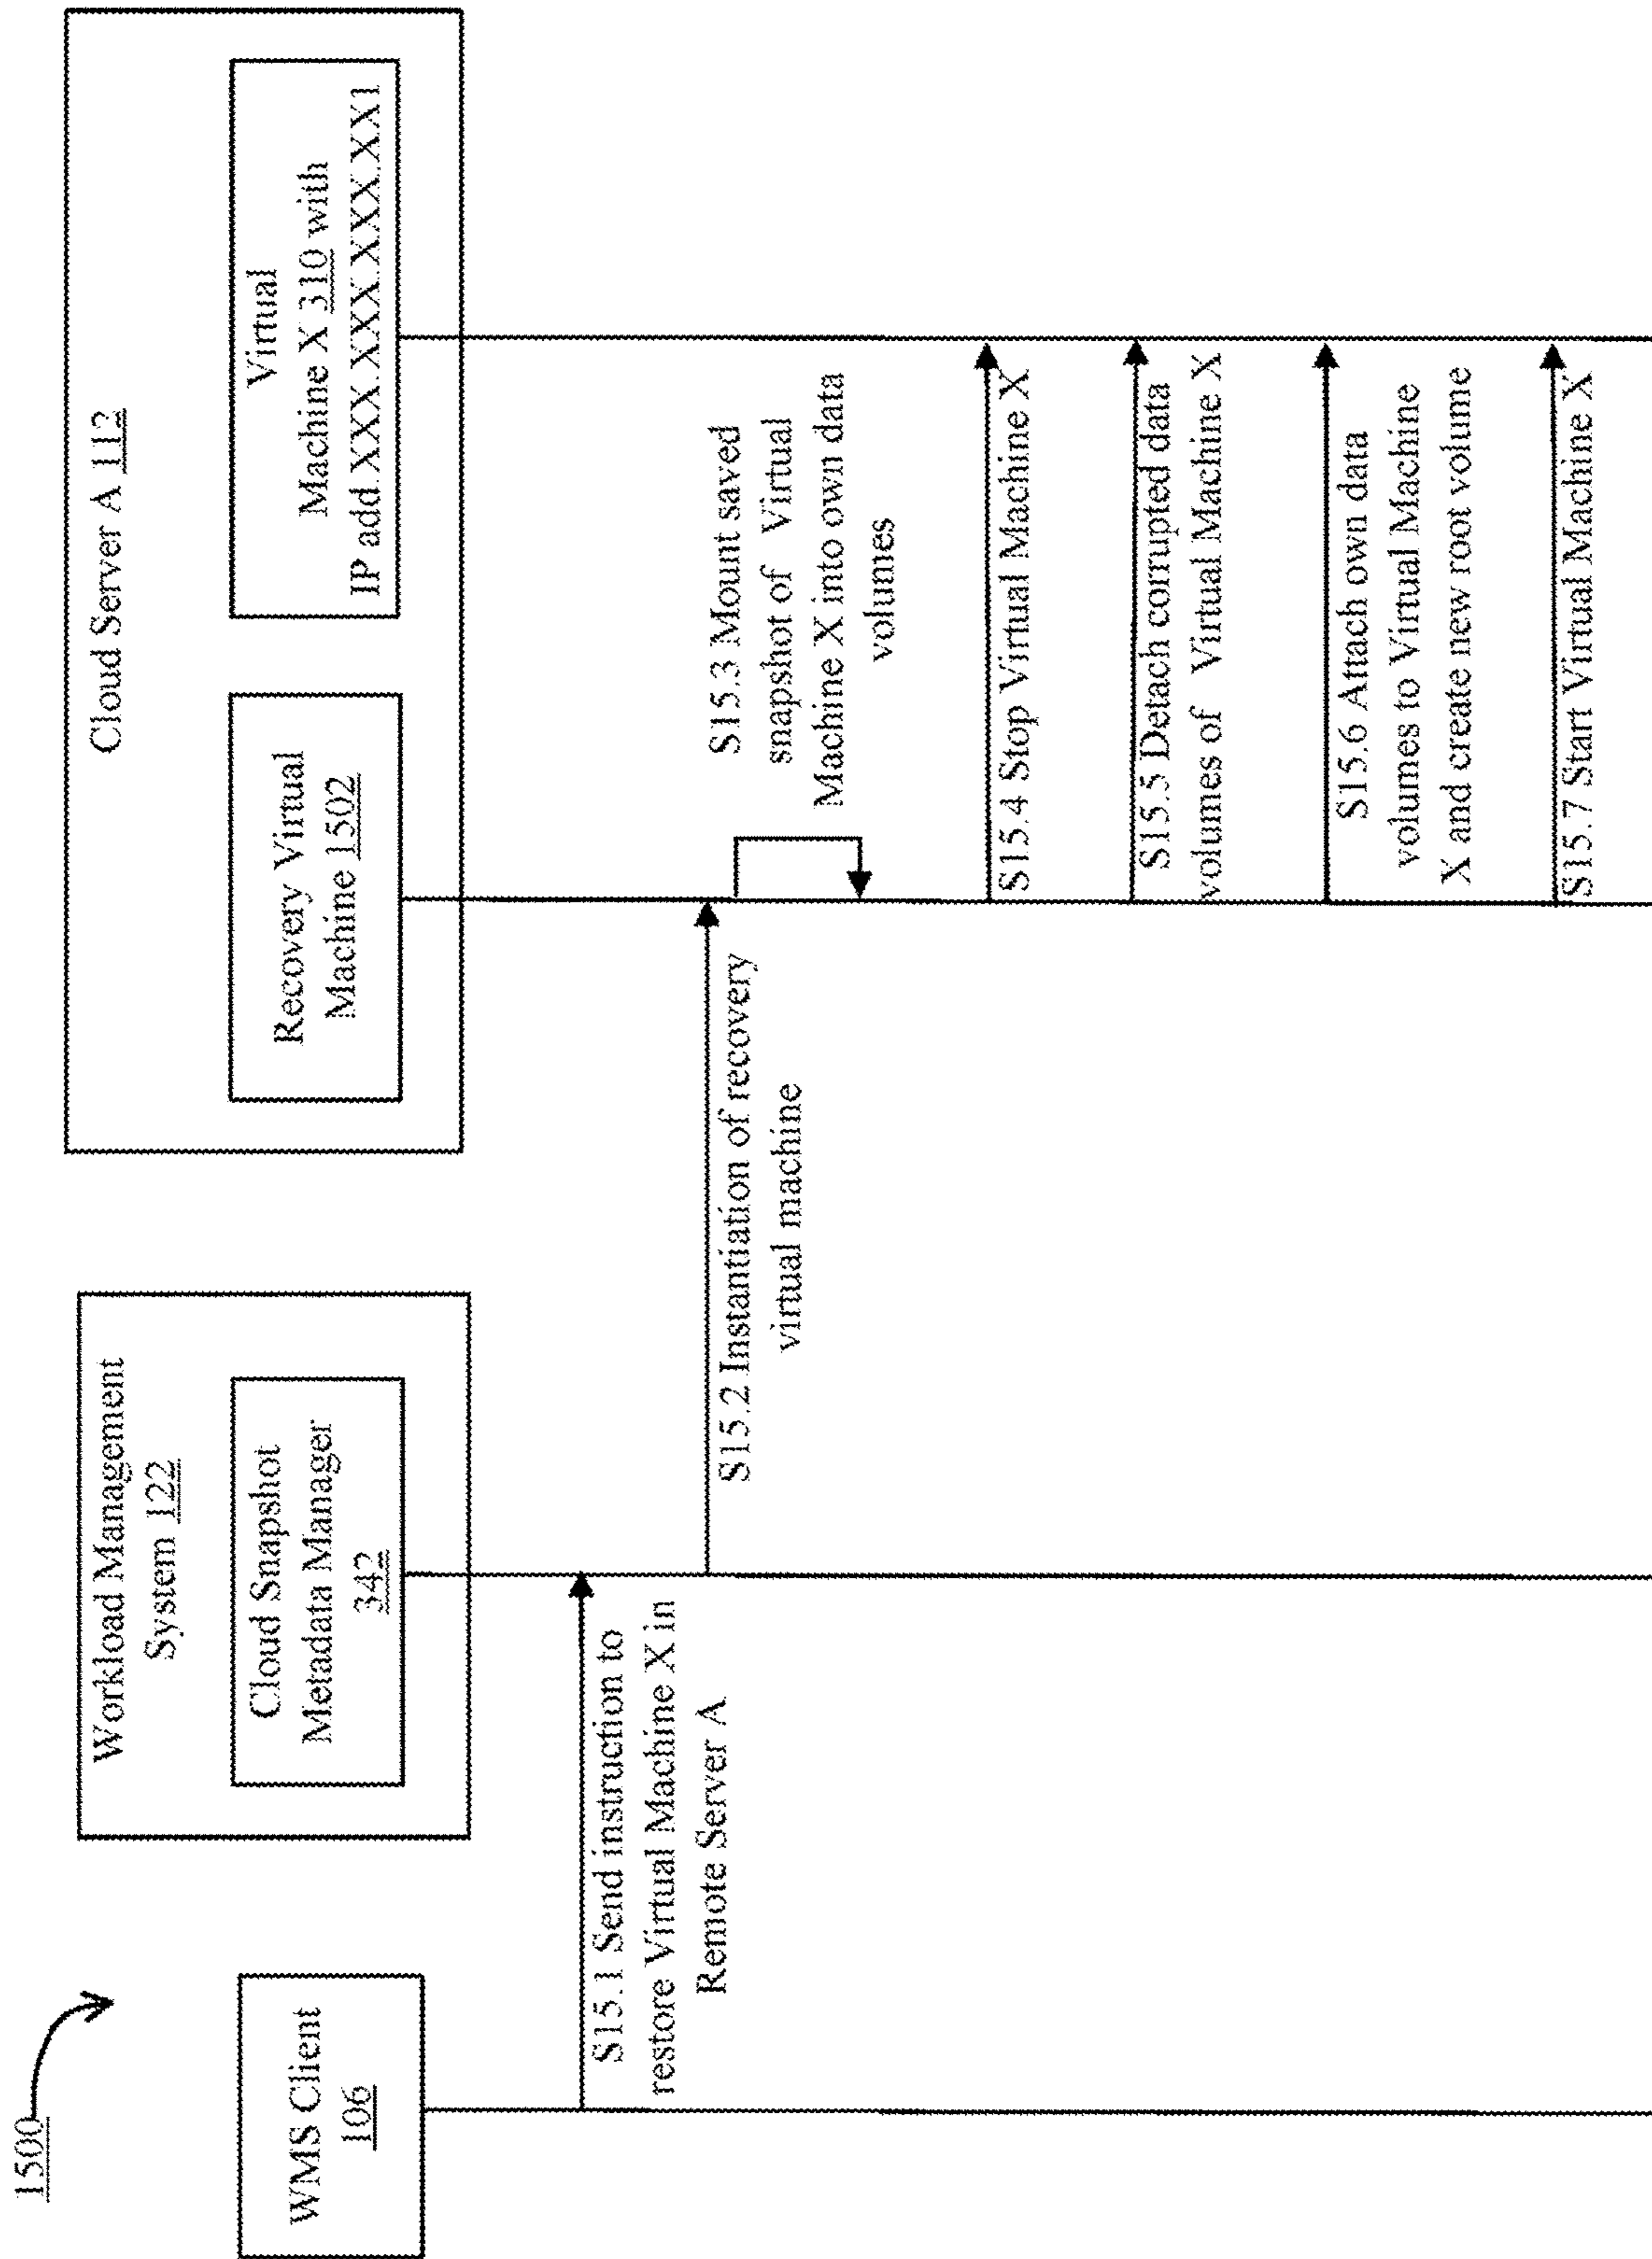 1500
WMS Client
106
Workload Management
System 122
Cloud Snapshot
Metadata Manager
342
Cloud Server A 112
Recovery Virtual
Machine 1502
Virtual
Machine X 310 with
IP add.XXX.XXX.XXX.XX1
S15.1 Send instruction to
restore Virtual Machine X in
Remote Server A
S15.2 Instantiation of recovery
virtual machine
S15.3 Mount saved
snapshot of Virtual
Machine X into own data
volumes
S15.4 Stop Virtual Machine X
S15.5 Detach corrupted data
volumes of Virtual Machine X
S15.6 Attach own data
volumes to Virtual Machine
X and create new root volume
S15.7 Start Virtual Machine X